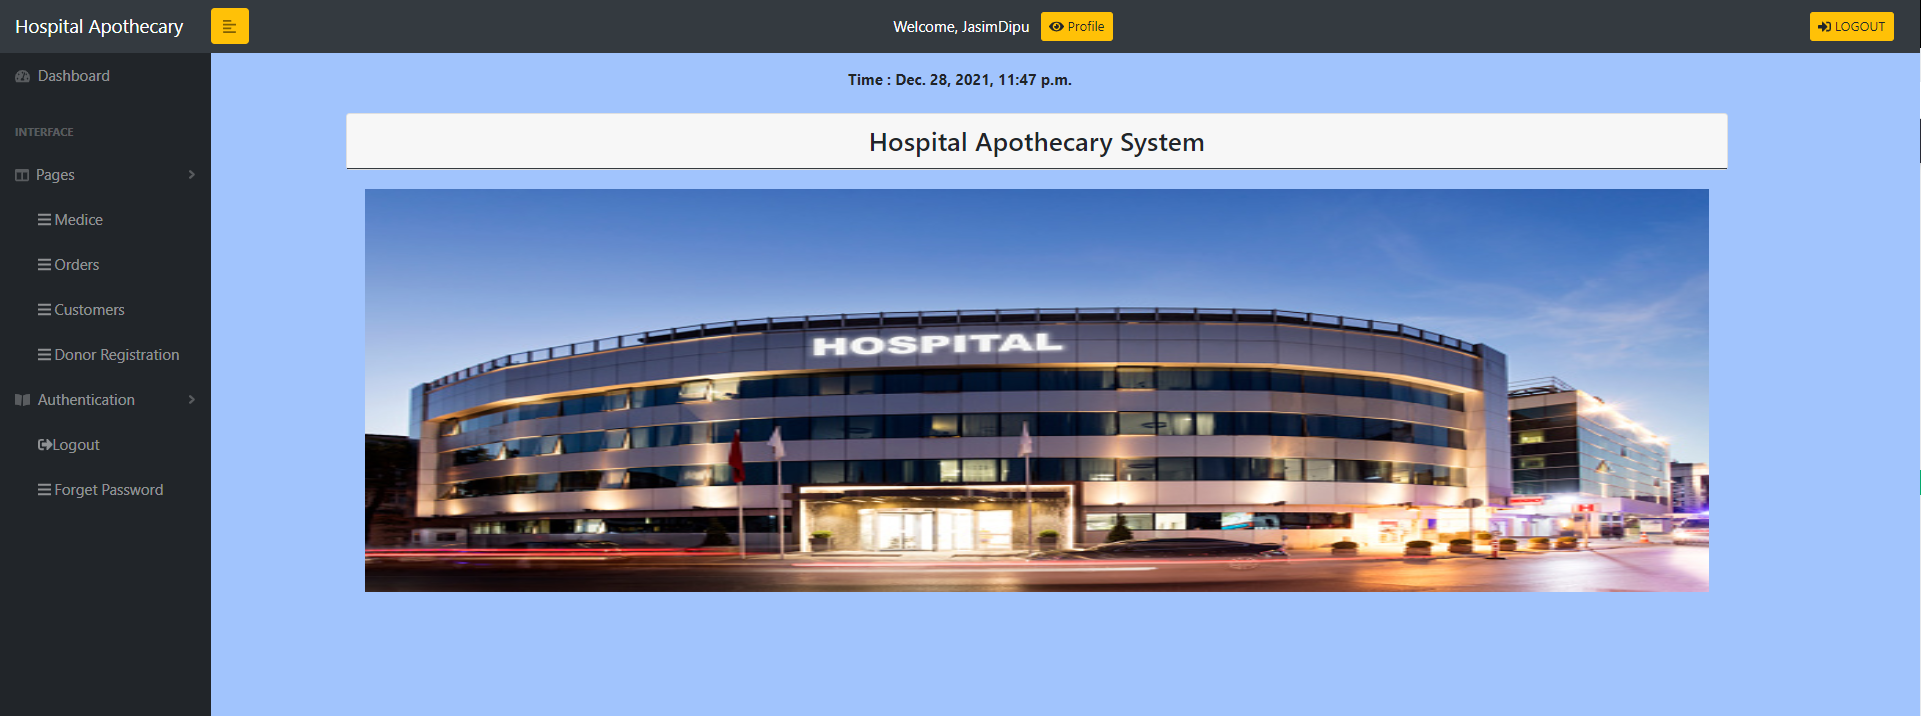 Hospital Apothecary
Welcome, JasimDipu
Profile
LOGOUT
Dashboard
INTERFACE
Pages
Medice
Orders
Customers
Donor Registration
Authentication
Logout
Forget Password
Time : Dec. 28, 2021, 11:47 p.m.
Hospital Apothecary System
HOSPITAL
H